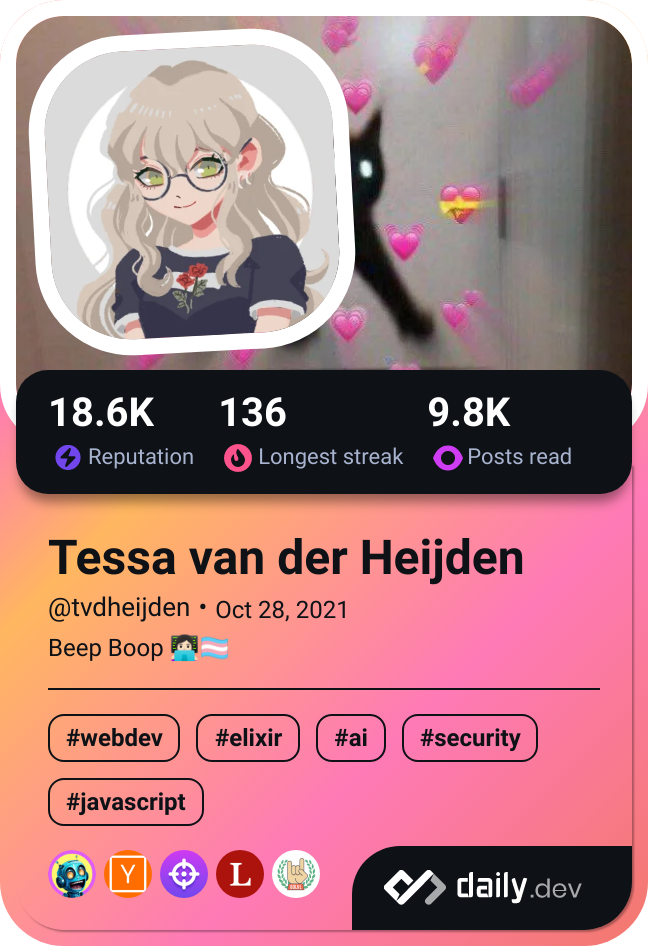 18.6K 136 9.8K
Reputation Longest streak Posts read
Tessa van der Heijden
@tvdheijden • Oct 28, 2021
Beep Boop 👩🏻‍💻🏳️‍⚧️
#webdev #elixir #ai #security
#javascript
Y L
daily.dev